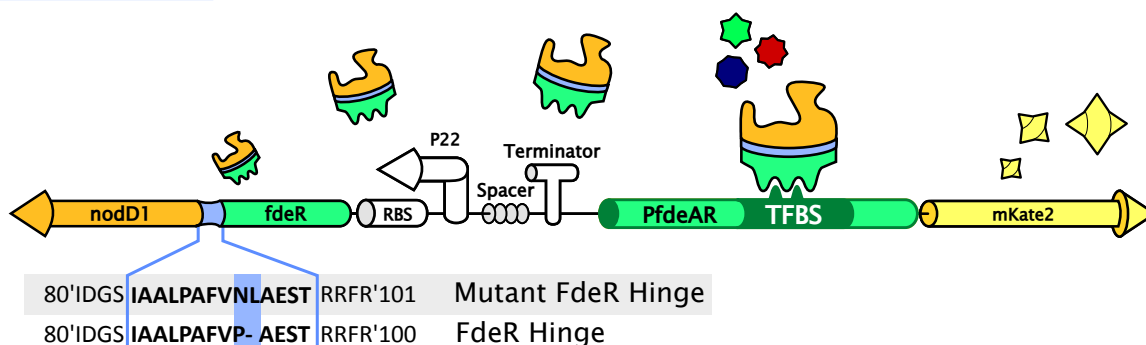 P22
Terminator
Spacer
nodD1 fdeR RBS PfdeAR TFBS mKate2
80'IDGS IAALPAFVNLAEST RRFR'101 Mutant FdeR Hinge
80'IDGS IAALPAFVP- AEST RRFR'100 FdeR Hinge